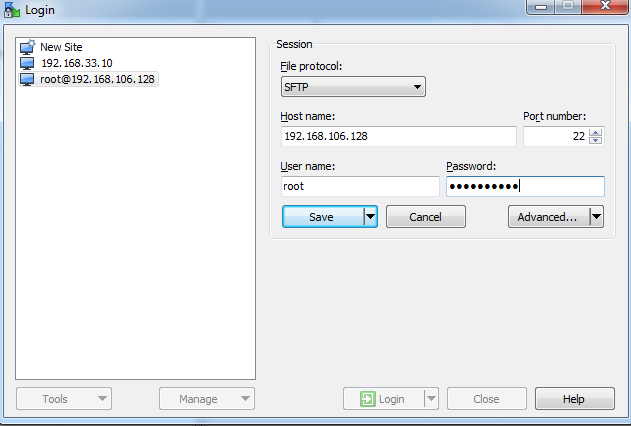 Login
New Site
192.168.33.10
root@192.168.106.128
Session
File protocol:
SFTP
Host name: Port number:
192.168.106.128 22
User name: Password:
root ●●●●●●●●●●
Save Cancel Advanced...
Tools Manage Login Close Help